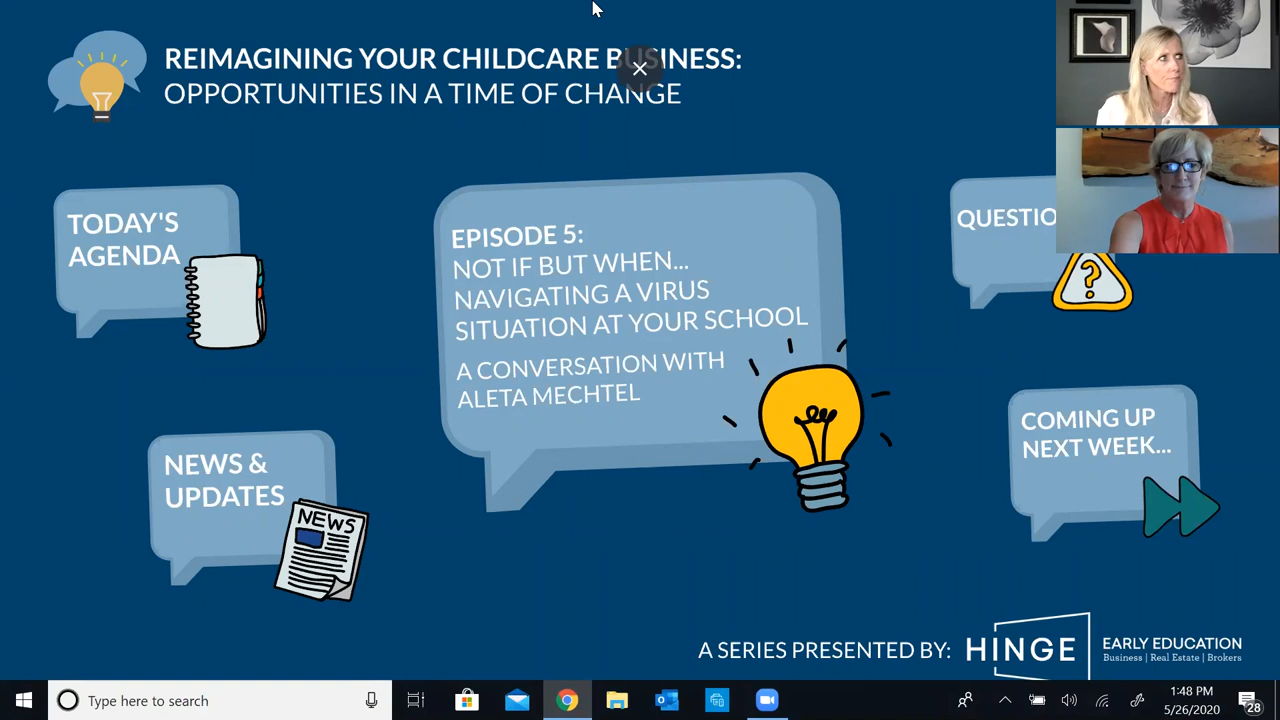 REIMAGINING YOUR CHILDCARE BUSINESS:
OPPORTUNITIES IN A TIME OF CHANGE
TODAY'S
AGENDA
EPISODE 5:
NOT IF BUT WHEN...
NAVIGATING A VIRUS
SITUATION AT YOUR SCHOOL
A CONVERSATION WITH
ALETA MECHTEL
QUESTIO
NEWS &
UPDATES
NEWS
COMING UP
NEXT WEEK...
A SERIES PRESENTED BY:
HINGE
EARLY EDUCATION
Business | Real Estate | Brokers
Type here to search
1:48 PM
5/26/2020
28